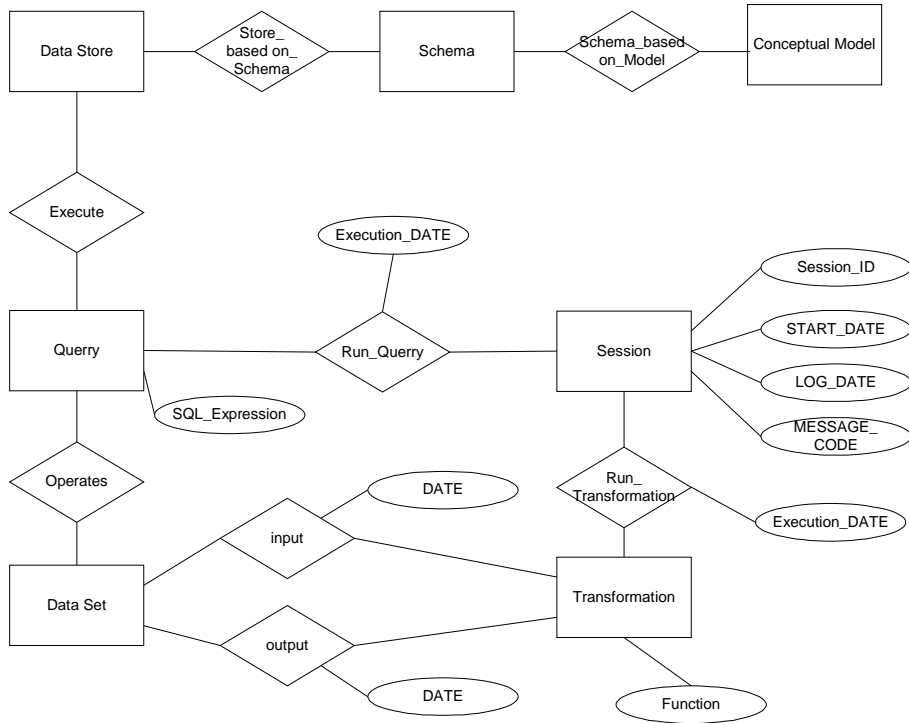 Data Store
Store_
based on_
Schema
Schema
Schema_based
on_Model
Conceptual Model
Execute
Execution_DATE
Querry
Run_Querry
Session
Session_ID
START_DATE
LOG_DATE
MESSAGE_
CODE
SQL_Expression
Operates
DATE
Run_
Transformation
Execution_DATE
input
Data Set
Transformation
output
DATE
Function